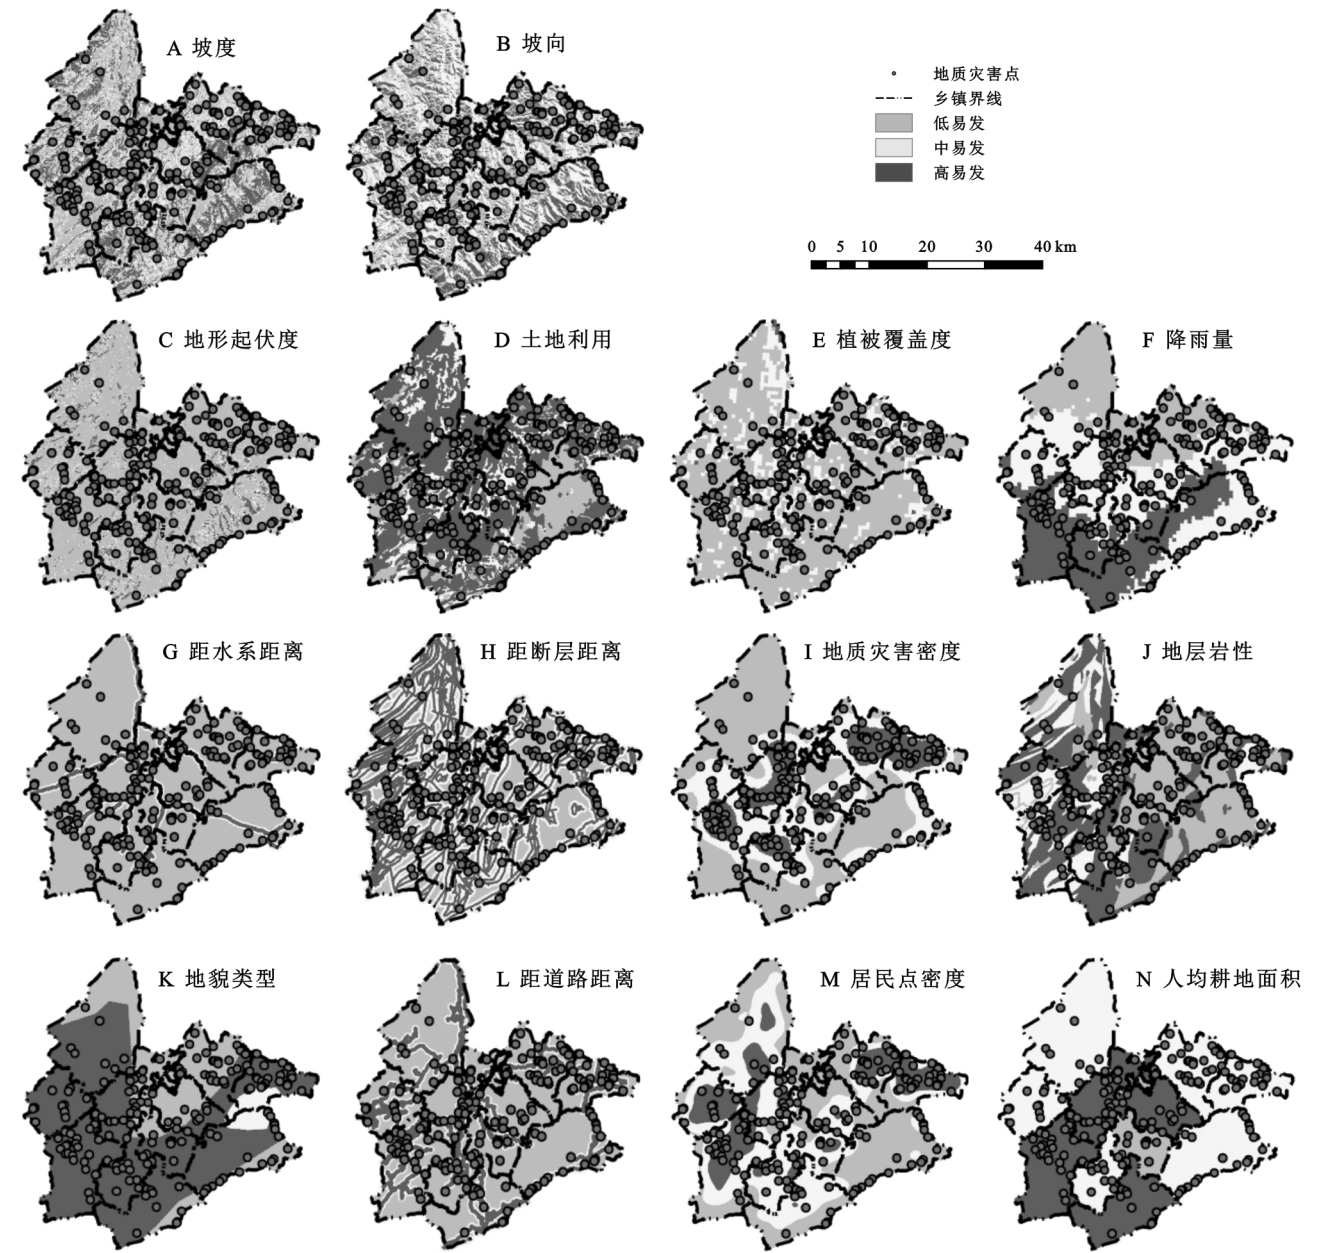 A 坡度
B 坡向
地质灾害点
乡镇界线
低易发
中易发
高易发
0 5 10 20 30 40 km
C 地形起伏度
D 土地利用
E 植被覆盖度
F 降雨量
G 距水系距离
H 距断层距离
I 地质灾害密度
J 地层岩性
K 地貌类型
L 距道路距离
M 居民点密度
N 人均耕地面积